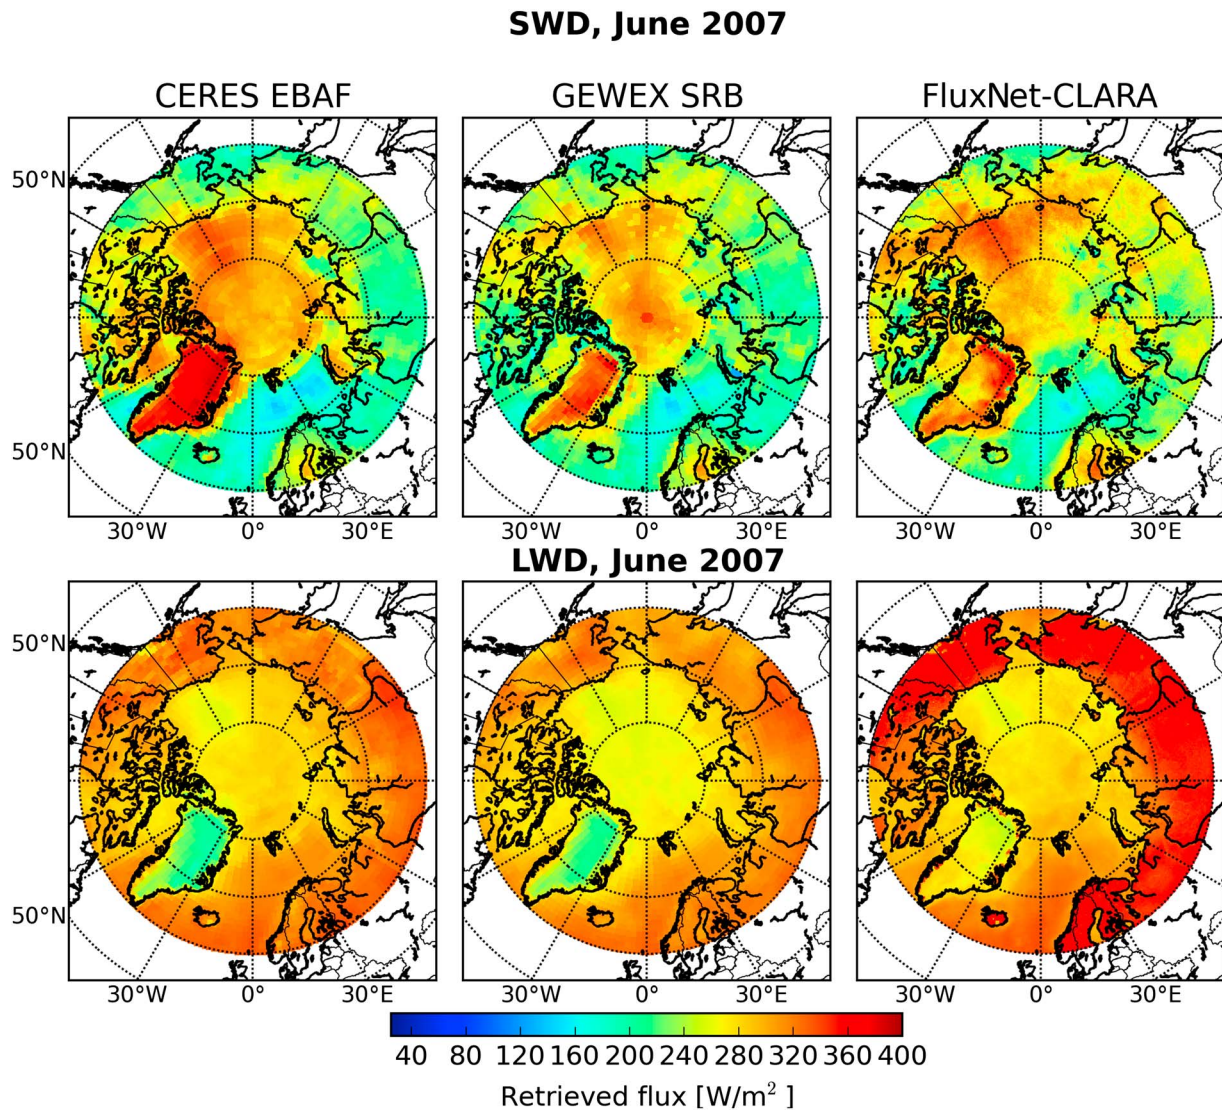 SWD, June 2007
CERES EBAF GEWEX SRB FluxNet-CLARA
50°N
50°N
30°W 0° 30°E 30°W 0° 30°E 30°W 0° 30°E
LWD, June 2007
50°N
50°N
30°W 0° 30°E 30°W 0° 30°E 30°W 0° 30°E
40 80 120 160 200 240 280 320 360 400
Retrieved flux [W/m² ]